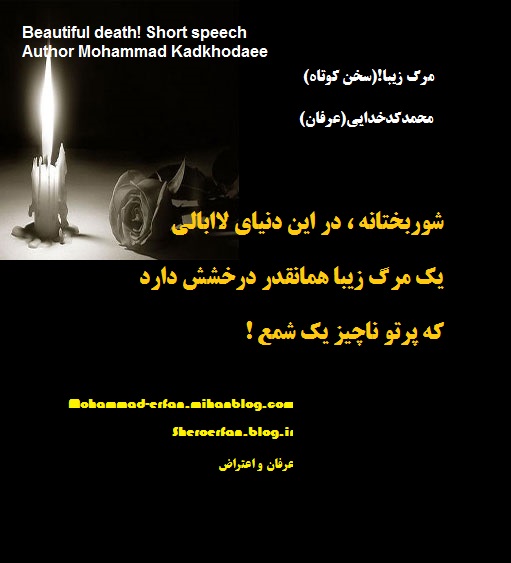 Beautiful death! Short speech
Author Mohammad Kadkhodaee
مرگ زیبا!(سخن کوتاه)
محمدکدخدایی(عرفان)
شوربختانه ، در این دنیای لاابالی
یک مرگ زیبا همانقدر درخشش دارد
که پرتو ناچیز یک شمع !
Mohammad-erfan.mihanblog.com
Sheroerfan.blog.ir
عرفان و اعتراض